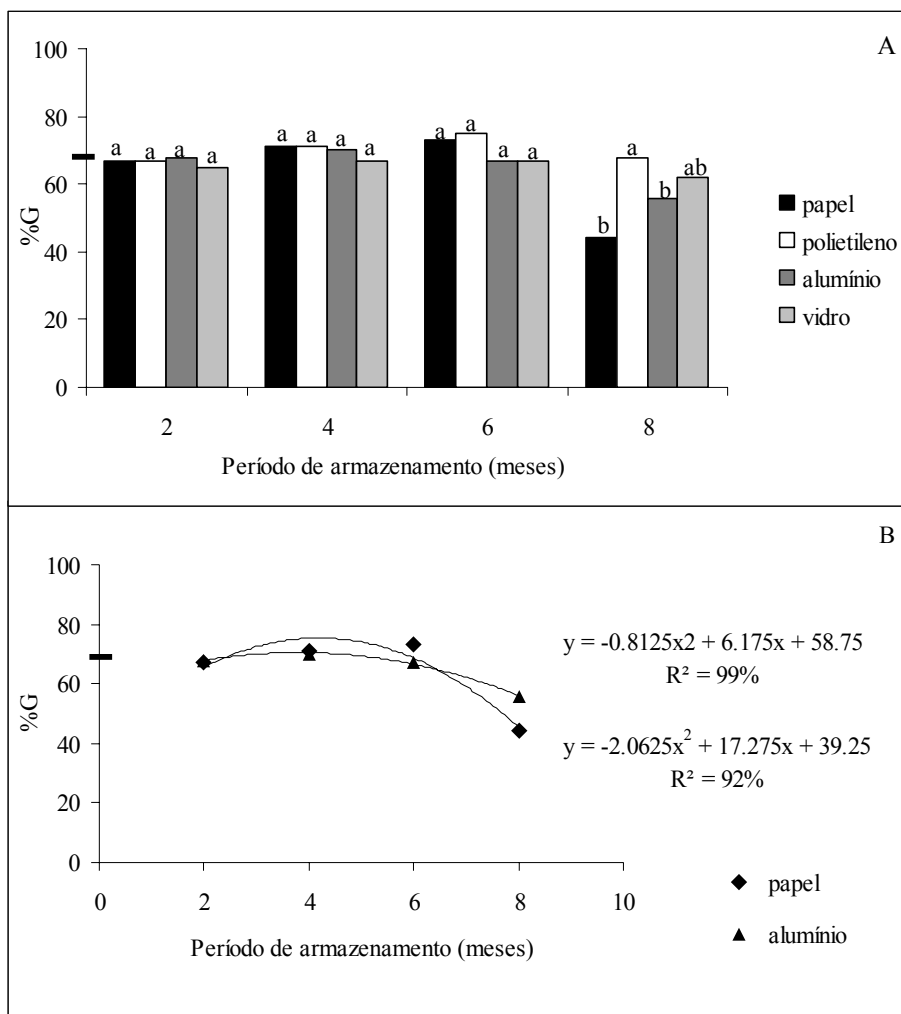 A
100
80
60
40
20
0
%G
a a a a
a a a a
a a a a
b a b ab
2 4 6 8
Período de armazenamento (meses)
papel
polietileno
alumínio
vidro
B
100
80
60
40
20
0
%G
y = -0.8125x2 + 6.175x + 58.75
R² = 99%
y = -2.0625x² + 17.275x + 39.25
R² = 92%
0 2 4 6 8 10
Período de armazenamento (meses)
papel
alumínio